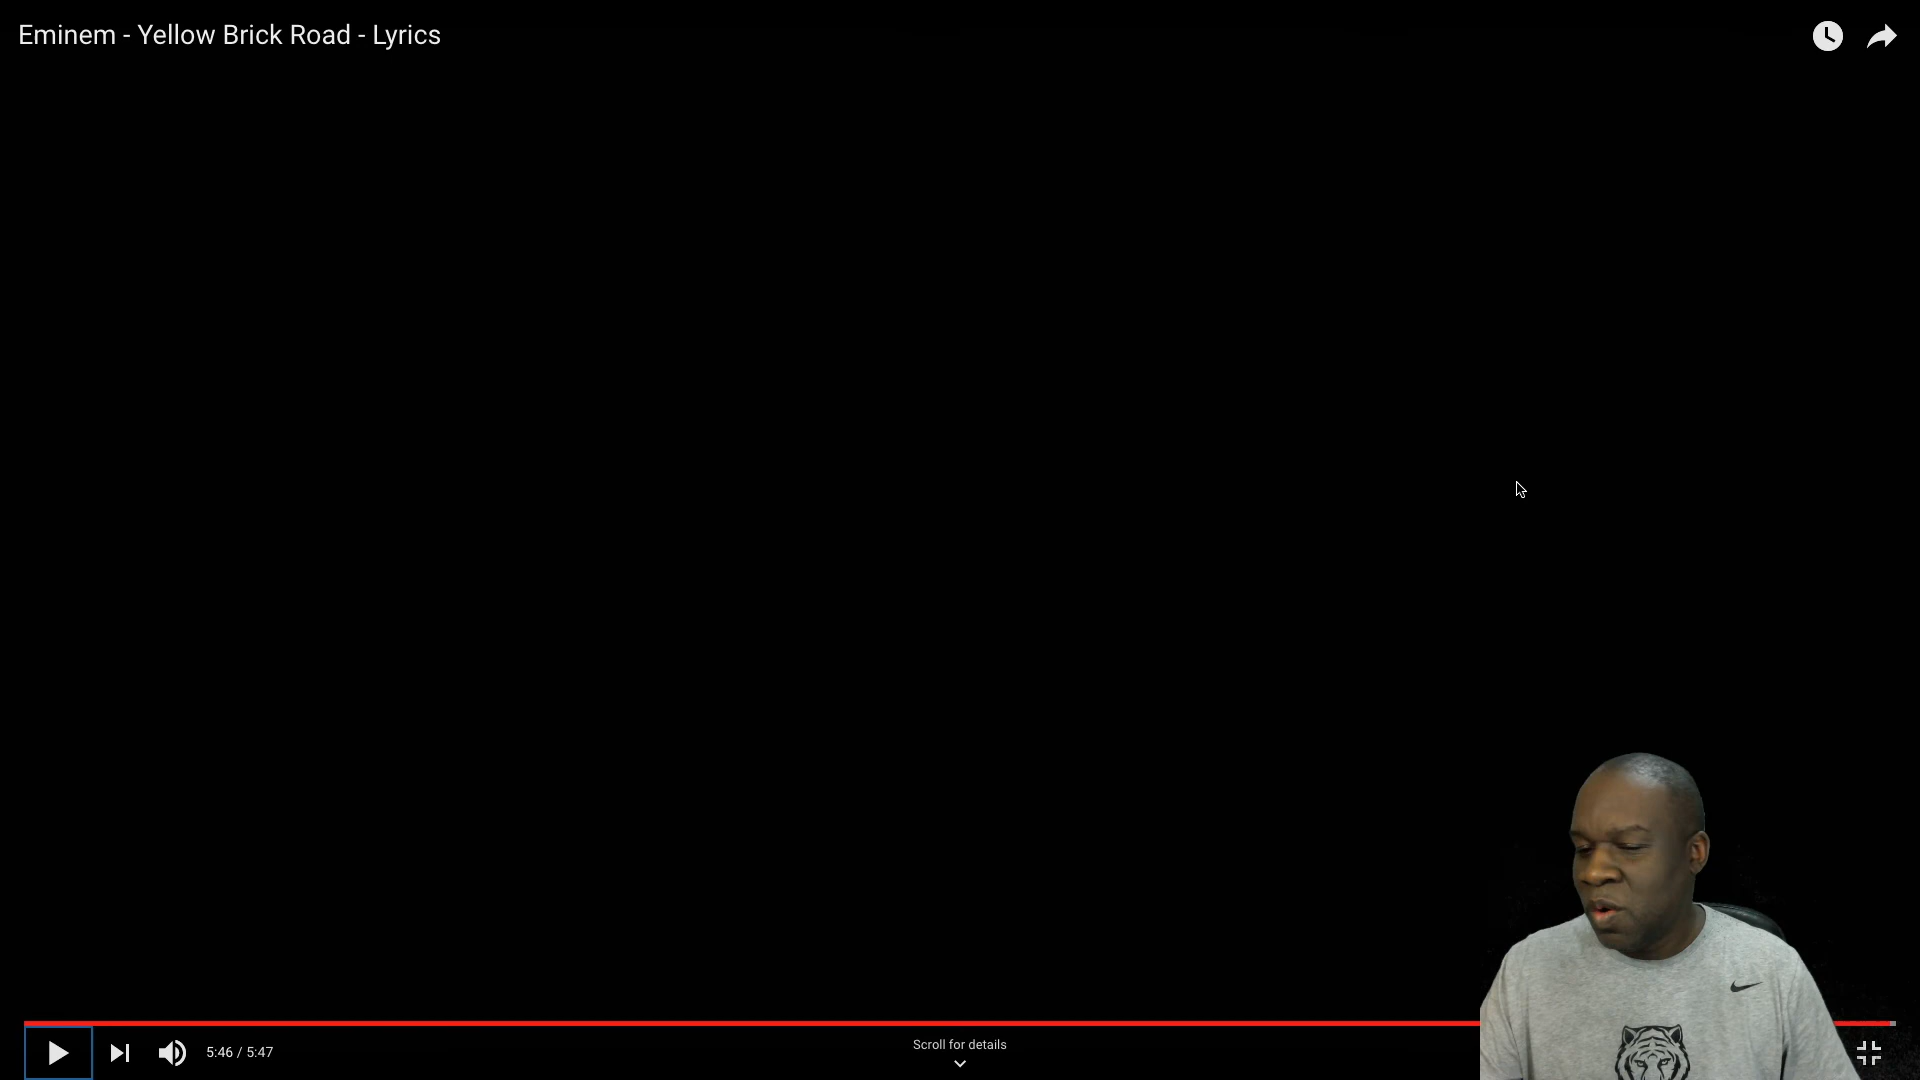 Eminem - Yellow Brick Road - Lyrics
5:46 / 5:47
Scroll for details